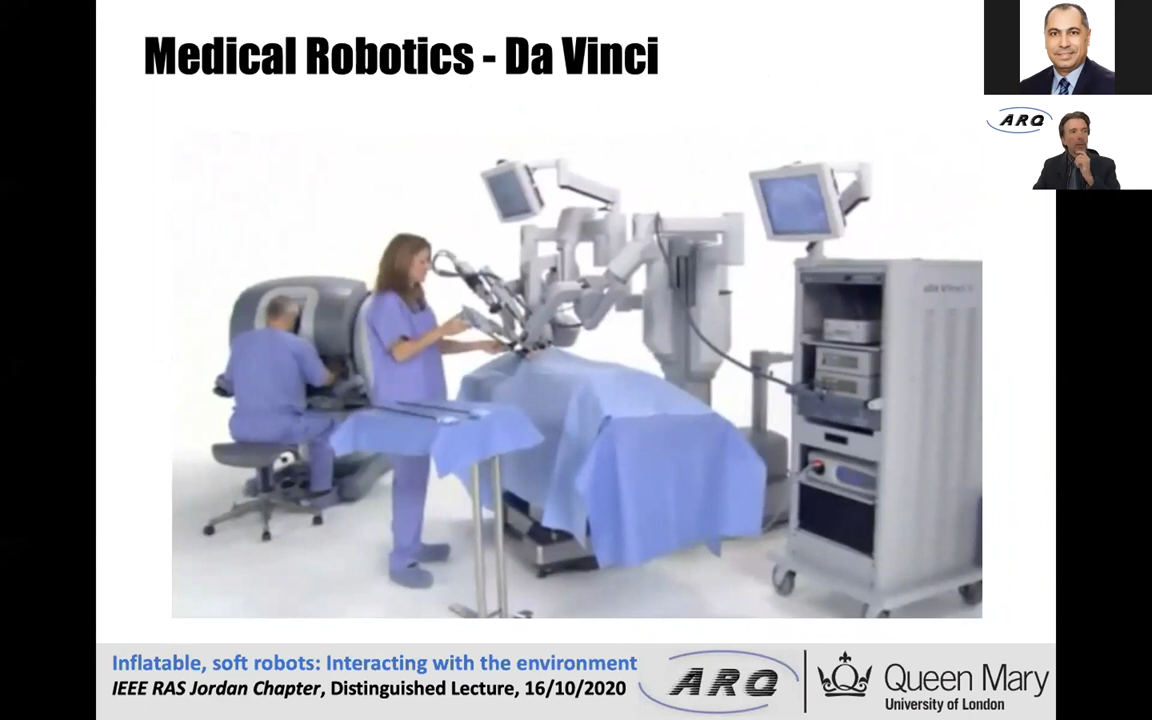 Medical Robotics - Da Vinci
ARQ
Inflatable, soft robots: Interacting with the environment
IEEE RAS Jordan Chapter, Distinguished Lecture, 16/10/2020
ARQ
Queen Mary
University of London